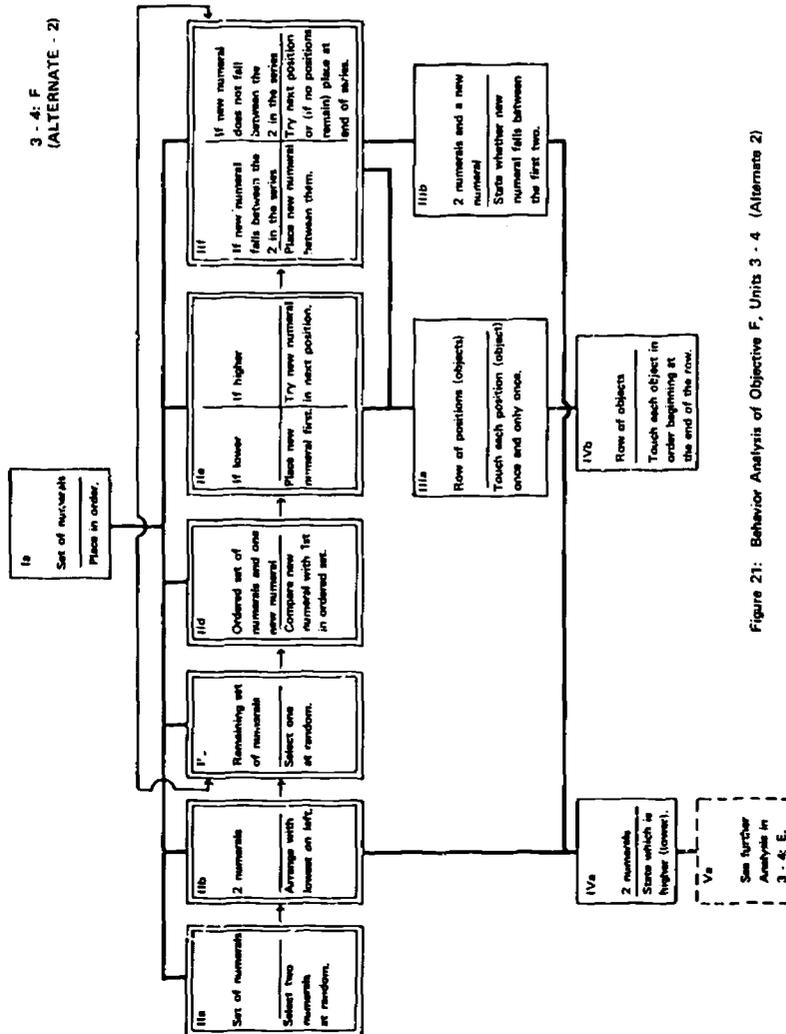 3 - 4: F
(ALTERNATE - 2)
Ia
Set of numerals
Place in order.
IIa
Set of numerals
Select two
numerals
at random.
IIb
2 numerals
Arrange with
lowest on left.
Remaining set
of numerals
Select one
at random.
IId
Ordered set of
numerals and one
new numeral
Compare new
numeral with 1st
in ordered set.
IIe
If lower
Place new
numeral first.
If higher
Try new numeral
in next position.
IIf
If new numeral
falls between the
2 in the series
Place new numeral
between them.
If new numeral
does not fall
between the
2 in the series
Try next position
or (if no positions
remain) place at
end of series.
IIIa
Row of positions (objects)
Touch each position (object)
once and only once.
IIIb
2 numerals and a new
numeral
State whether new
numeral falls between
the first two.
IVa
2 numerals
State which is
higher (lower).
IVb
Row of objects
Touch each object in
order beginning at
the end of the row.
Va
See further
Analysis in
3 - 4: E.
Figure 21: Behavior Analysis of Objective F, Units 3 - 4 (Alternate 2)